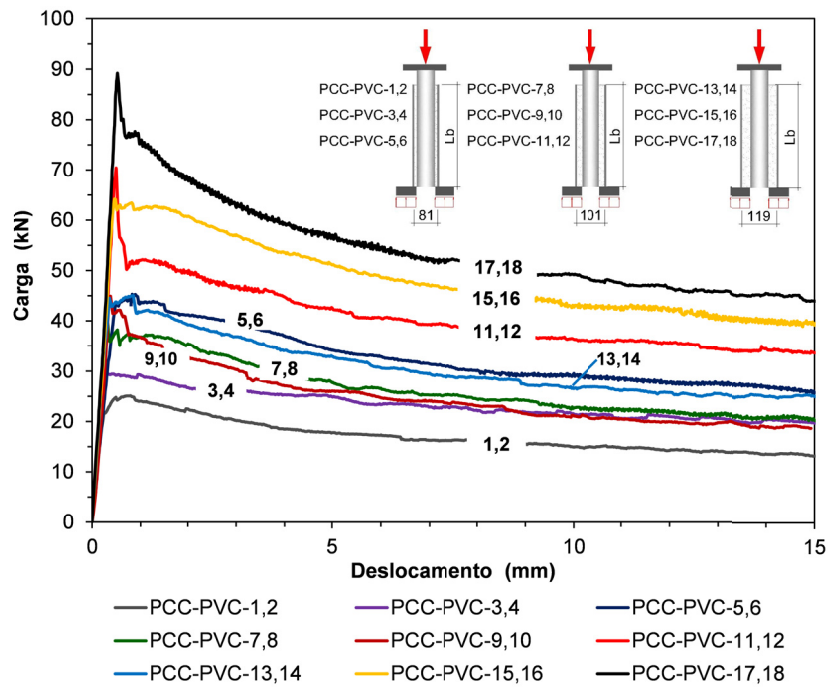 100
90
80
70
60
50
40
30
20
10
0
Carga (kN)
0 5 10 15
Deslocamento (mm)
PCC-PVC-1,2
PCC-PVC-3,4
PCC-PVC-5,6
Lb
81
PCC-PVC-7,8
PCC-PVC-9,10
PCC-PVC-11,12
Lb
101
PCC-PVC-13,14
PCC-PVC-15,16
PCC-PVC-17,18
Lb
119
17,18
15,16
5,6
11,12
13,14
9,10
7,8
3,4
1,2
PCC-PVC-1,2 PCC-PVC-3,4 PCC-PVC-5,6
PCC-PVC-7,8 PCC-PVC-9,10 PCC-PVC-11,12
PCC-PVC-13,14 PCC-PVC-15,16 PCC-PVC-17,18